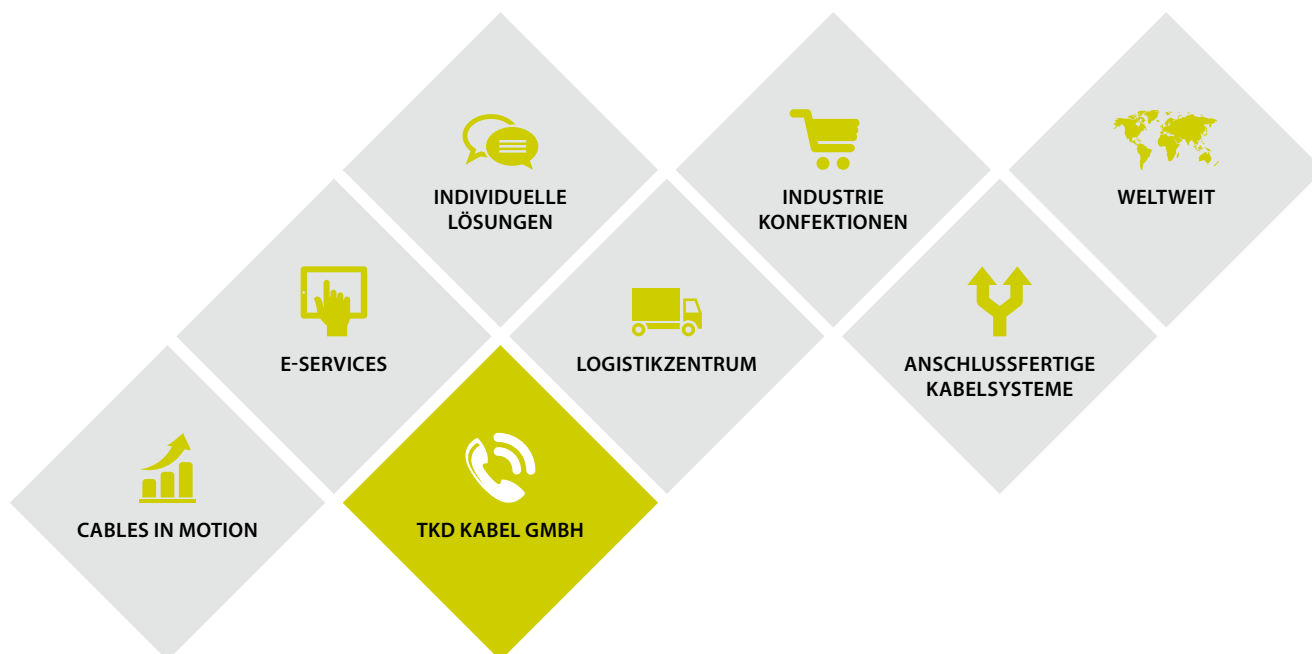 INDIVIDUELLE
LÖSUNGEN
INDUSTRIE
KONFEKTIONEN
WELTWEIT
E-SERVICES
LOGISTIKZENTRUM
ANSCHLUSSFERTIGE
KABELSYSTEME
CABLES IN MOTION
TKD KABEL GMBH